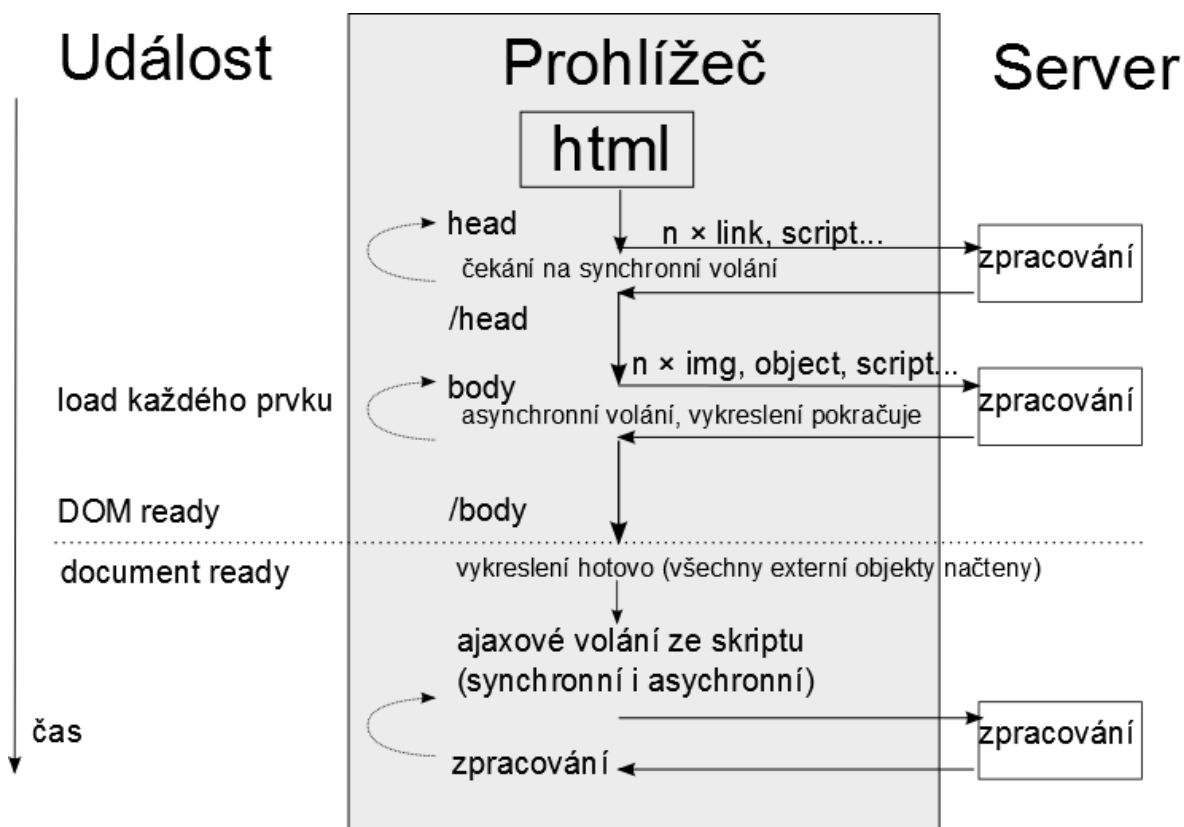 Událost
Prohlížeč
Server
html
head
n × link, script...
zpracování
čekání na synchronní volání
/head
n × img, object, script...
load každého prvku
body
zpracování
asynchronní volání, vykreslení pokračuje
DOM ready
/body
document ready
vykreslení hotovo (všechny externí objekty načteny)
ajaxové volání ze skriptu
(synchronní i asychronní)
čas
zpracování
zpracování